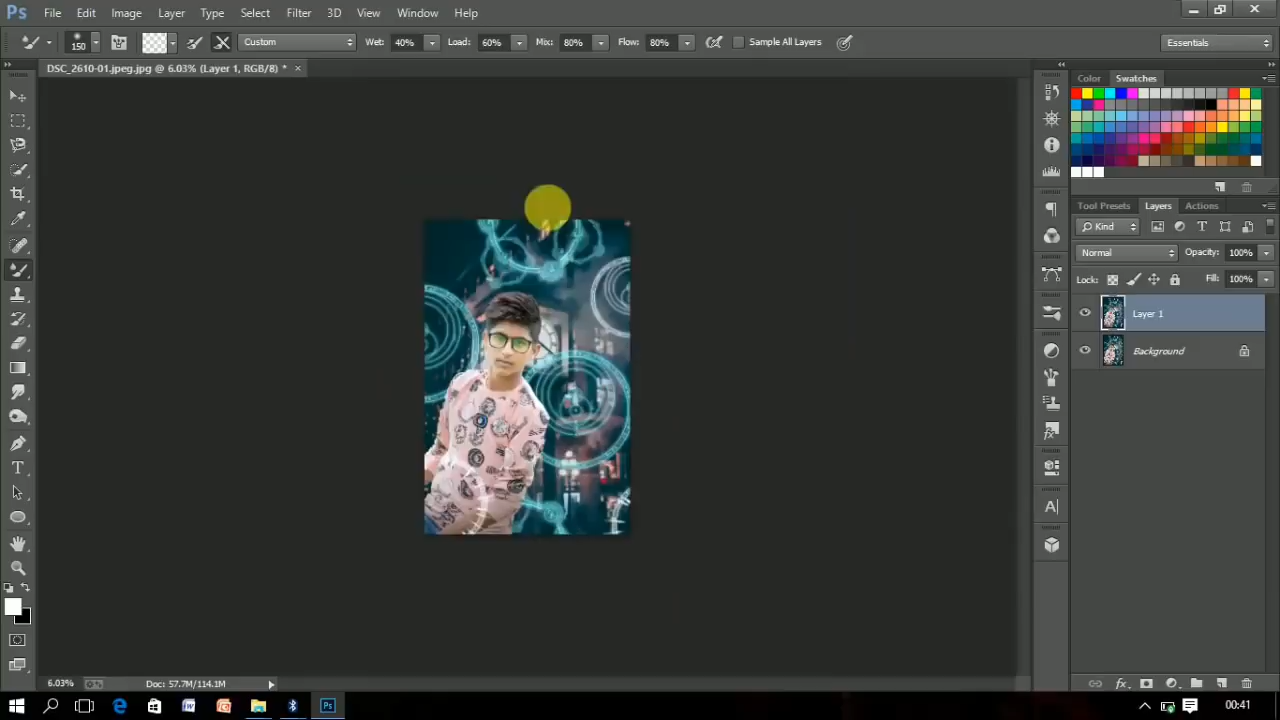 Ps File Edit Image Layer Type Select Filter 3D View Window Help
150 Custom Wet: 40% Load: 60% Mix: 80% Flow: 80% Sample All Layers Essentials
DSC_2610-01.jpeg.jpg @ 6.03% (Layer 1, RGB/8) * ×
Color Swatches
Tool Presets Layers Actions
Kind
Normal Opacity: 100%
Lock: Fill: 100%
Layer 1
Background
6.03% Doc: 57.7M/114.1M
00:41